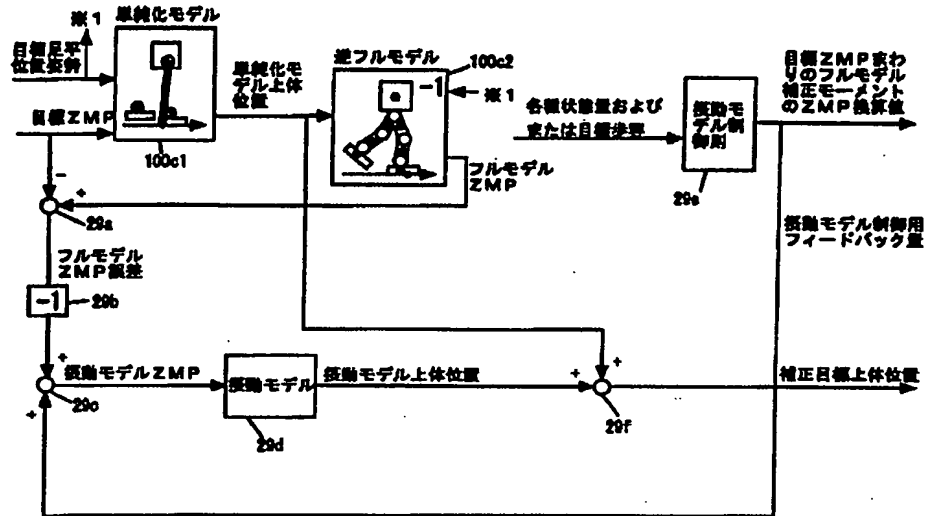 ※1
単純化モデル
目標足平
位置姿勢
目標ZMP
100c1
単純化モ
デル上体
位置
逆フルモデル
100c2
-1
※1
フルモデル
ZMP
各種状態量および
または目標歩容
摂動モ
デル制
御則
29e
目標ZMPまわ
りのフルモデル
補正モーメント
のZMP換算値
摂動モデル制御用
フィードバック量
-
+
29a
フルモデル
ZMP誤差
-1
29b
+
+
29c
摂動モデルZMP
摂動モデル
29d
摂動モデル上体位置
+
+
29f
補正目標上体位置